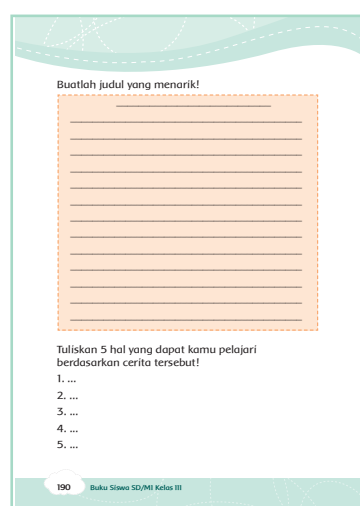 Buatlah judul yang menarik!
Tuliskan 5 hal yang dapat kamu pelajari
berdasarkan cerita tersebut!
1. ...
2. ...
3. ...
4. ...
5. ...
190 Buku Siswa SD/MI Kelas III